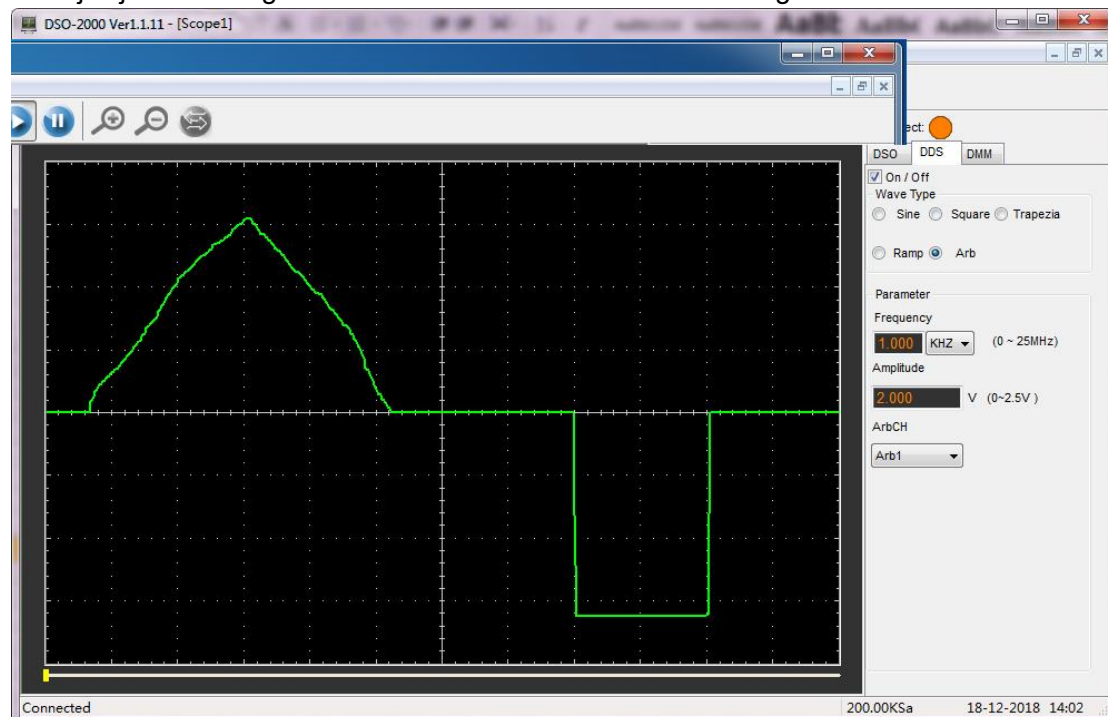 DSO-2000 Ver1.1.11 - [Scope1]
ect:
DSO DDS DMM
On / Off
Wave Type
Sine Square Trapezia
Ramp Arb
Parameter
Frequency
1.000 KHZ (0 ~ 25MHz)
Amplitude
2.000 V (0~2.5V )
ArbCH
Arb1
Connected 200.00KSa 18-12-2018 14:02